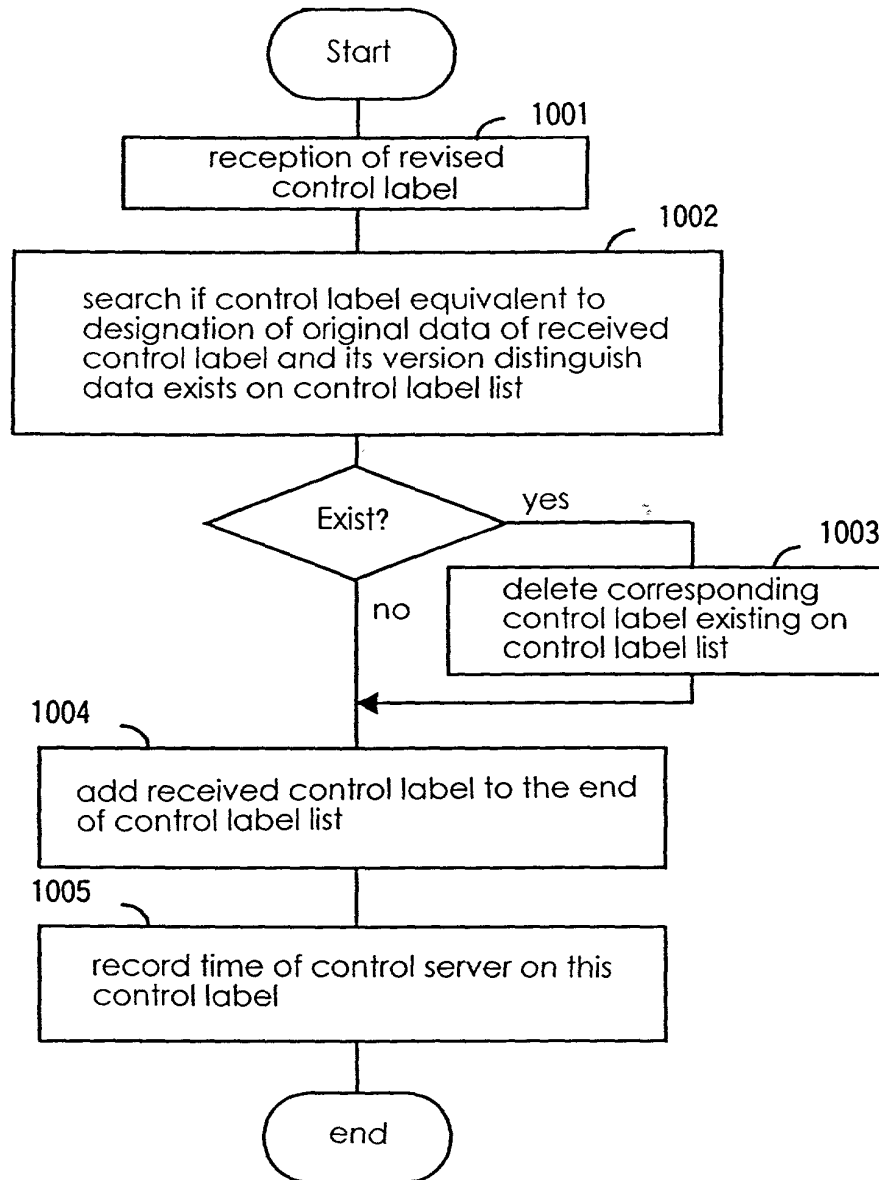 Start
1001
reception of revised
control label
1002
search if control label equivalent to
designation of original data of received
control label and its version distinguish
data exists on control label list
Exist?
yes
no
1003
delete corresponding
control label existing on
control label list
1004
add received control label to the end
of control label list
1005
record time of control server on this
control label
end